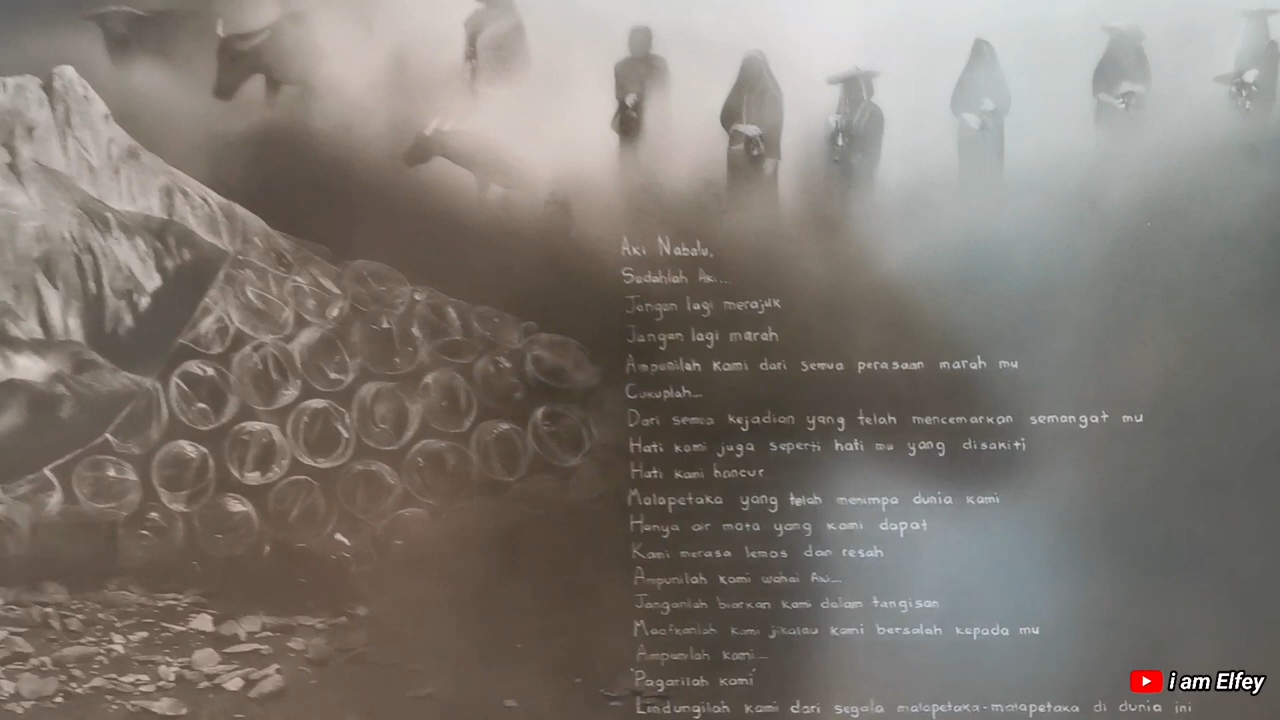 Aki Nabalu,
Sudahlah Aki...
Jangan lagi merajuk
Jangan lagi marah
Ampunilah kami dari semua perasaan marah mu
Cukuplah...
Dari semua kejadian yang telah mencemarkan semangat mu
Hati kami juga seperti hati mu yang disakiti
Hati kami hancur
Malapetaka yang telah menimpa dunia kami
Hanya air mata yang kami dapat
Kami merasa lemas dan resah
Ampunilah kami wahai Aki...
Janganlah biarkan kami dalam tangisan
Maafkanlah kami jikalau kami bersalah kepada mu
Ampunilah kami...
'Pagarilah kami'
Lindungilah kami dari segala malapetaka-malapetaka di dunia ini
i am Elfey